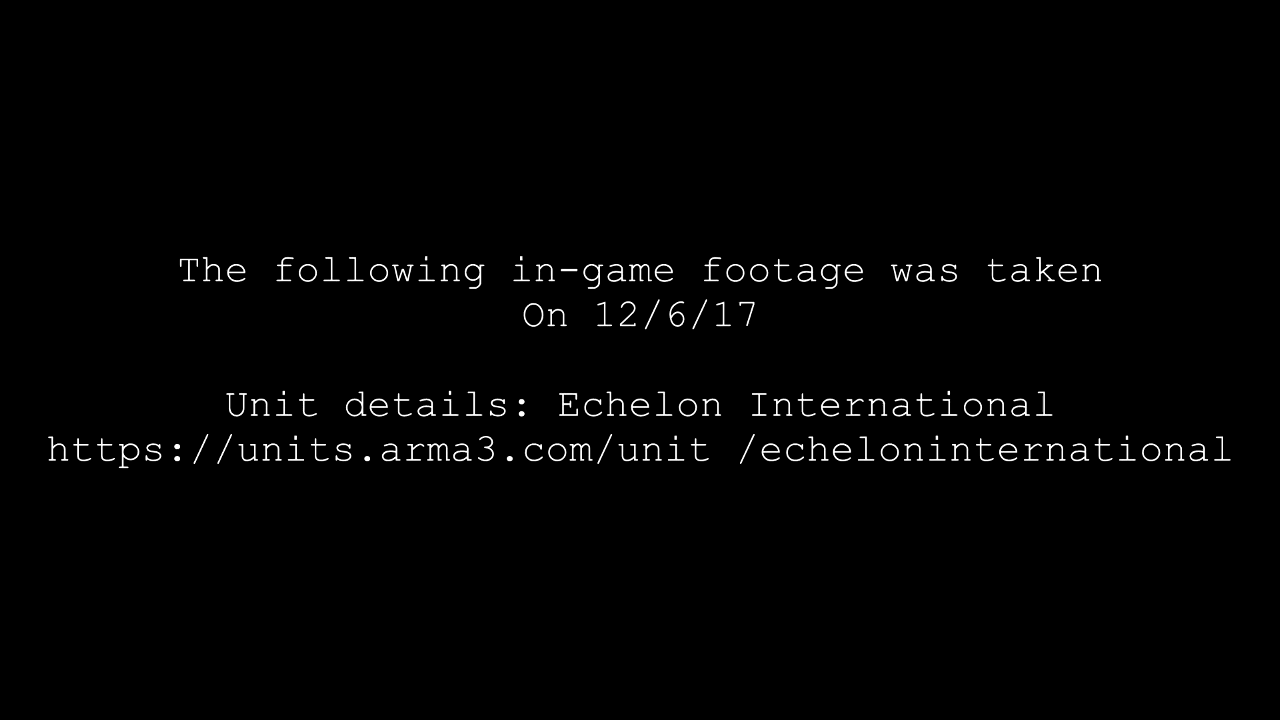 The following in-game footage was taken
On 12/6/17
Unit details: Echelon International
https://units.arma3.com/unit /echeloninternational